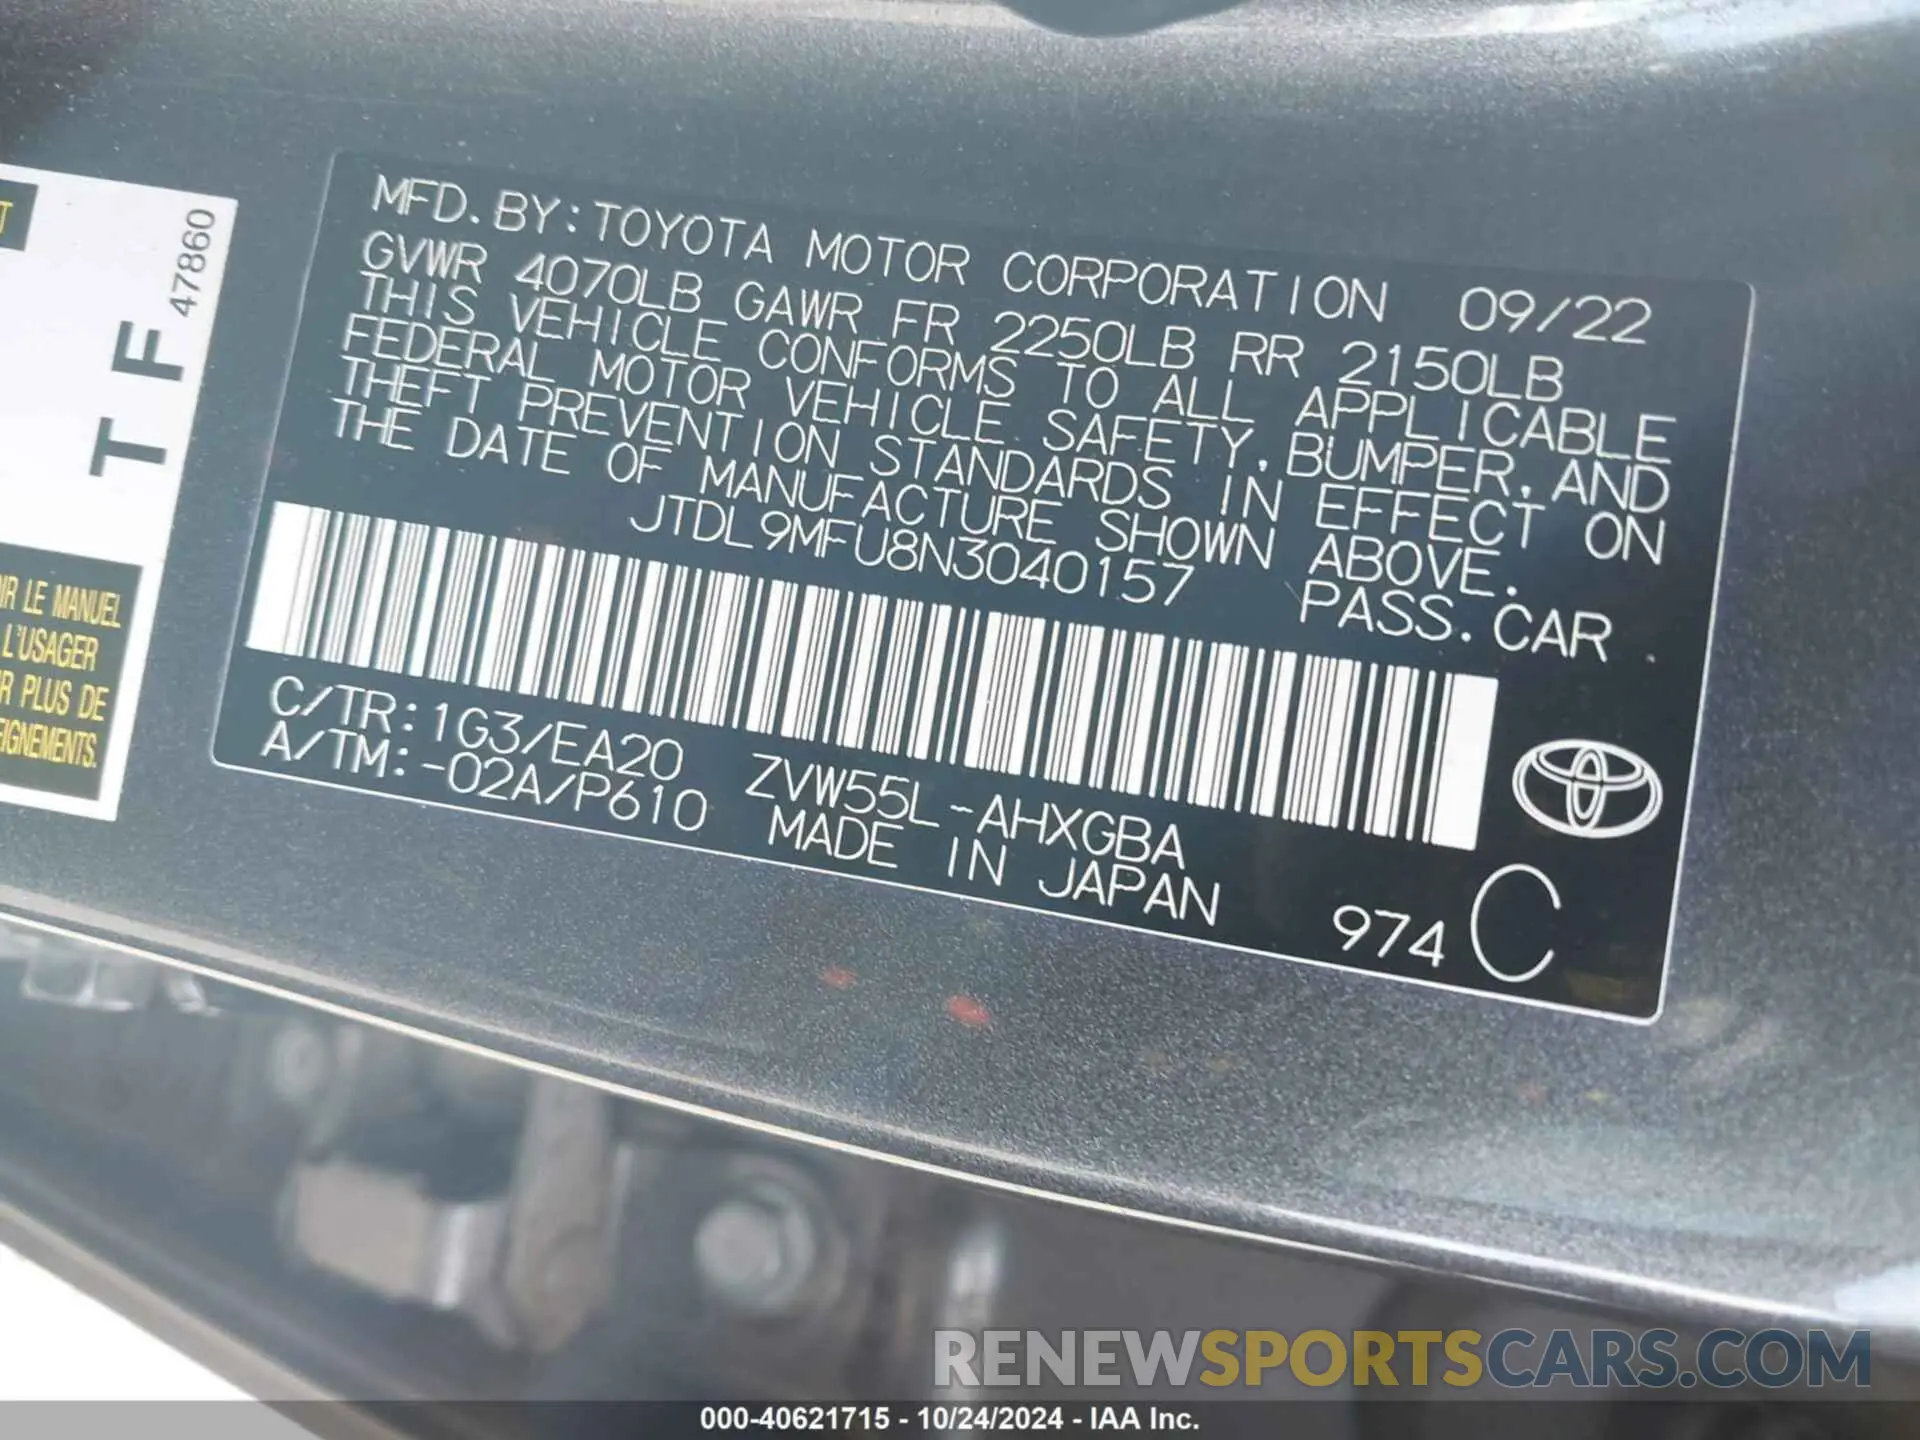 MFD. BY: TOYOTA MOTOR CORPORATION 09/22
GVWR 4070LB GAWR FR 2250LB RR 2150LB
THIS VEHICLE CONFORMS TO ALL APPLICABLE
FEDERAL MOTOR VEHICLE SAFETY, BUMPER, AND
THEFT PREVENTION STANDARDS IN EFFECT ON
THE DATE OF MANUFACTURE SHOWN ABOVE.
JTDL9MFU8N3040157 PASS. CAR
C/TR: 1G3/EA20 ZVW55L-AHXGBA
A/TM: -02A/P610 MADE IN JAPAN
974 C
T
T F
47860
LE MANUEL
L'USAGER
PLUS DE
RENEWSPORTSCARS.COM
000-40621715 - 10/24/2024 - IAA Inc.